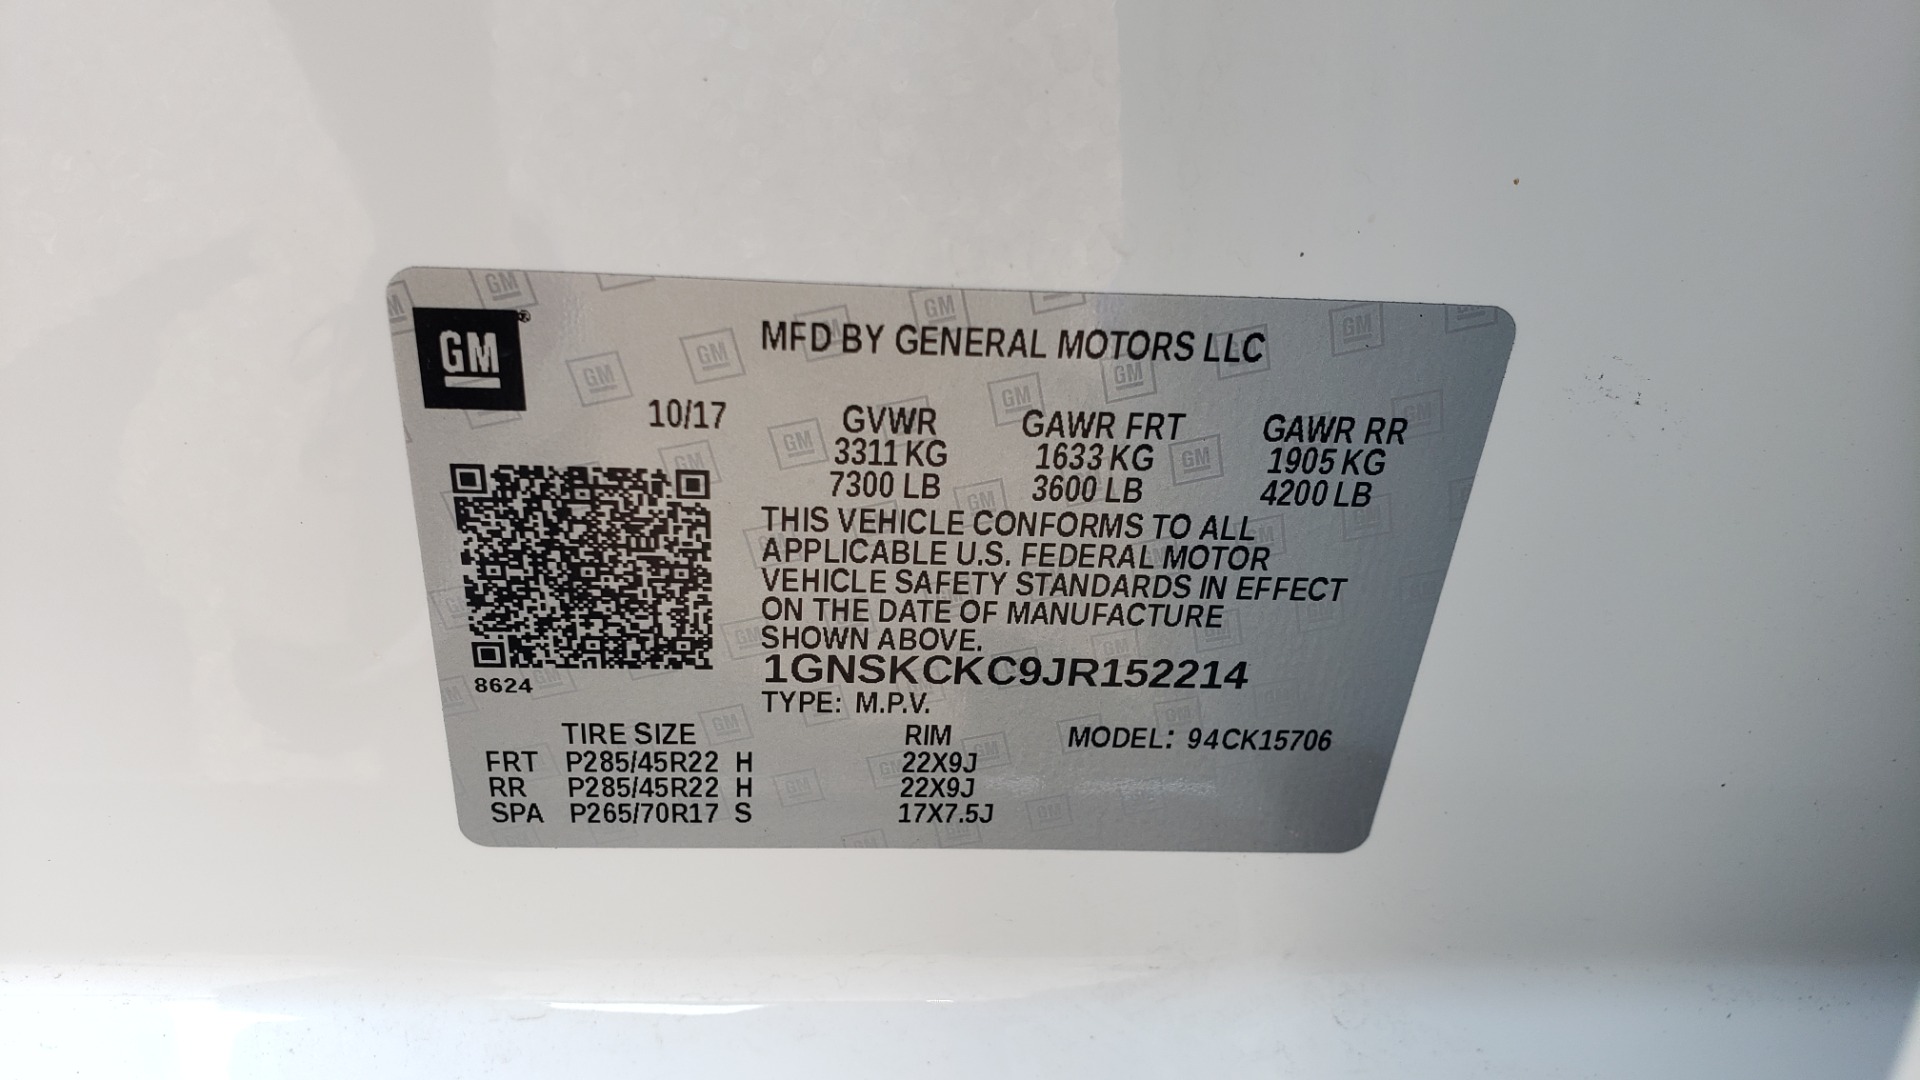 GM
MFD BY GENERAL MOTORS LLC
10/17
GVWR GAWR FRT GAWR RR
3311 KG 1633 KG 1905 KG
7300 LB 3600 LB 4200 LB
THIS VEHICLE CONFORMS TO ALL
APPLICABLE U.S. FEDERAL MOTOR
VEHICLE SAFETY STANDARDS IN EFFECT
ON THE DATE OF MANUFACTURE
SHOWN ABOVE.
1GNSKCKC9JR152214
8624
TYPE: M.P.V.
TIRE SIZE RIM MODEL: 94CK15706
FRT P285/45R22 H 22X9J
RR P285/45R22 H 22X9J
SPA P265/70R17 S 17X7.5J